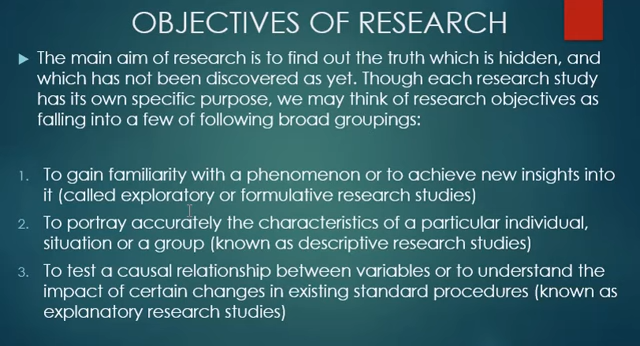 OBJECTIVES OF RESEARCH
The main aim of research is to find out the truth which is hidden, and
which has not been discovered as yet. Though each research study
has its own specific purpose, we may think of research objectives as
falling into a few of following broad groupings:
1. To gain familiarity with a phenomenon or to achieve new insights into
it (called exploratory or formulative research studies)
2. To portray accurately the characteristics of a particular individual,
situation or a group (known as descriptive research studies)
3. To test a causal relationship between variables or to understand the
impact of certain changes in existing standard procedures (known as
explanatory research studies)